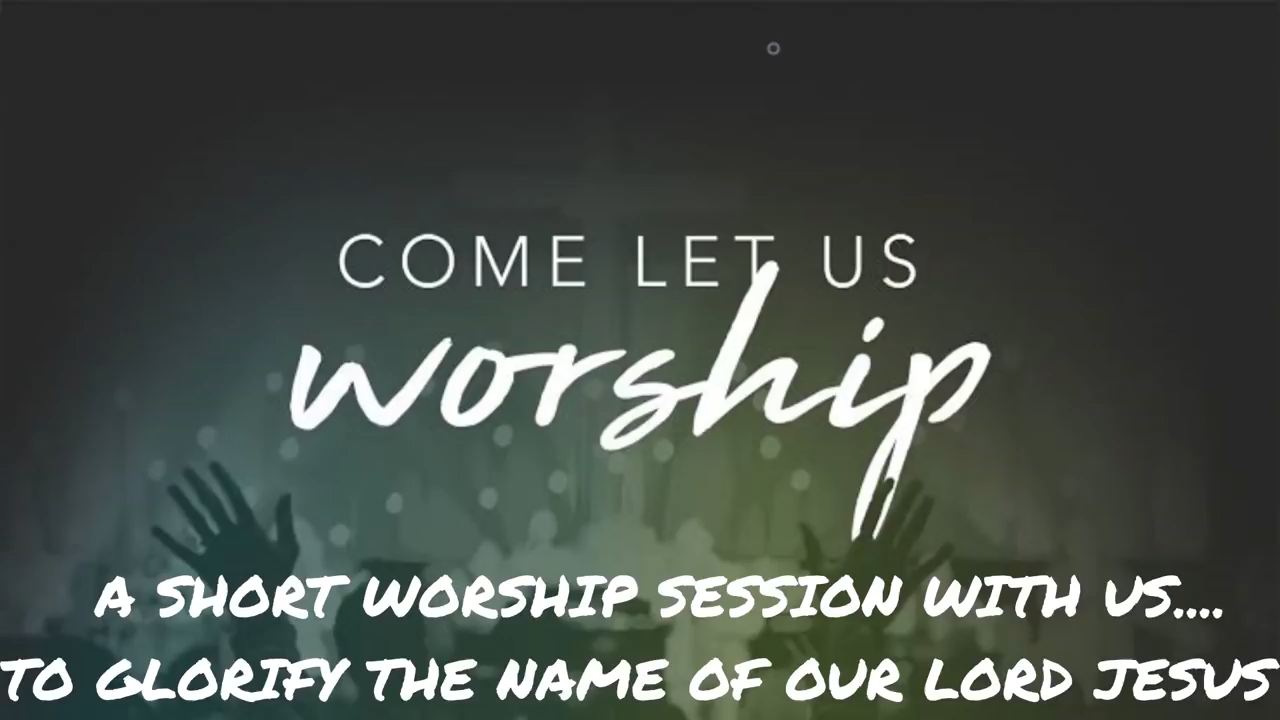 COME LET US
worship
A SHORT WORSHIP SESSION WITH US....
TO GLORIFY THE NAME OF OUR LORD JESUS